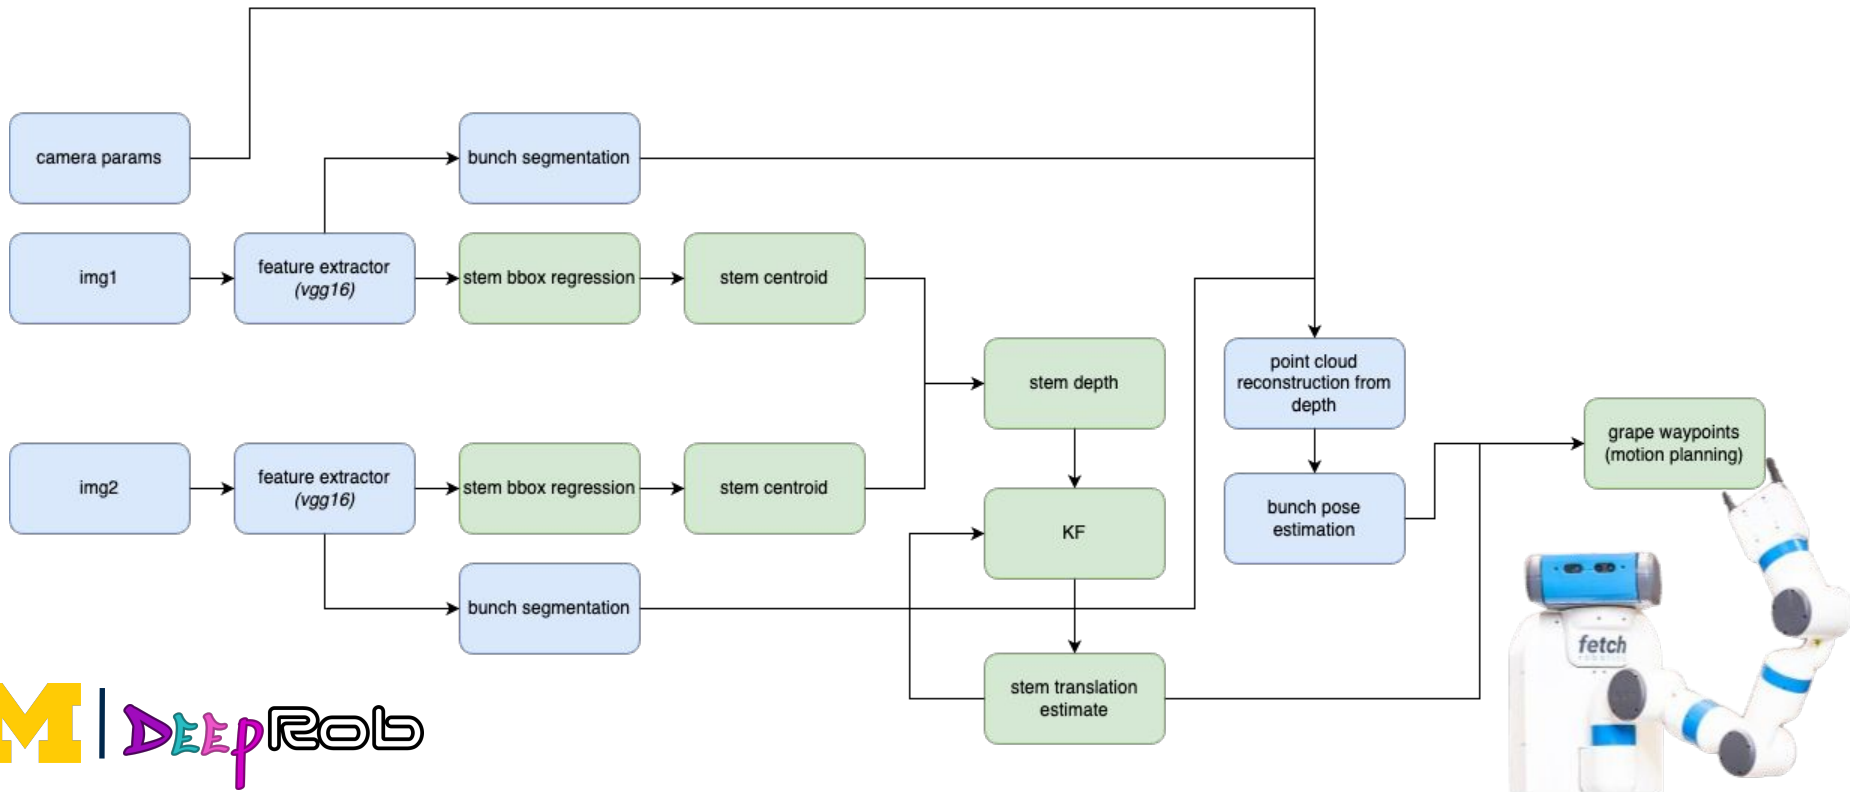 camera params
bunch segmentation
img1
feature extractor
(vgg16)
stem bbox regression
stem centroid
stem depth
point cloud
reconstruction from
depth
grape waypoints
(motion planning)
img2
feature extractor
(vgg16)
stem bbox regression
stem centroid
KF
bunch pose
estimation
bunch segmentation
stem translation
estimate
fetch
M
DEEpRob